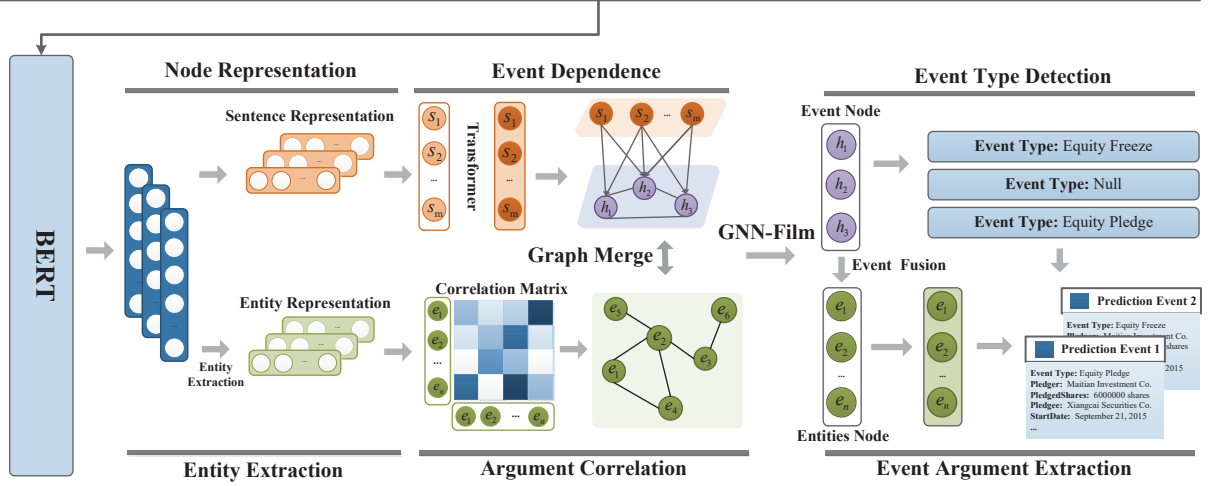 BERT
Node Representation
Sentence Representation
...
...
...
Entity Representation
...
...
...
Entity
Extraction
Entity Extraction
Event Dependence
s1
s2
...
sm
Transformer
s1
s2
...
sm
s1 s2 ... sm
h1 h2 h3
Graph Merge
Correlation Matrix
e1
e2
...
en
e1 e2 ... en
e5 e6
e2
e1 e3
e4
Argument Correlation
GNN-Film
Event Type Detection
Event Node
h1
h2
h3
Event Type: Equity Freeze
Event Type: Null
Event Type: Equity Pledge
Event Fusion
e1
e2
...
en
Entities Node
e1
e2
...
en
Prediction Event 2
Event Type: Equity Freeze
Investment Co.
shares
2015
Prediction Event 1
Event Type: Equity Pledge
Pledger: Maitian Investment Co.
PledgedShares: 6000000 shares
Pledgee: Xiangcai Securities Co.
StartDate: September 21, 2015
...
Event Argument Extraction